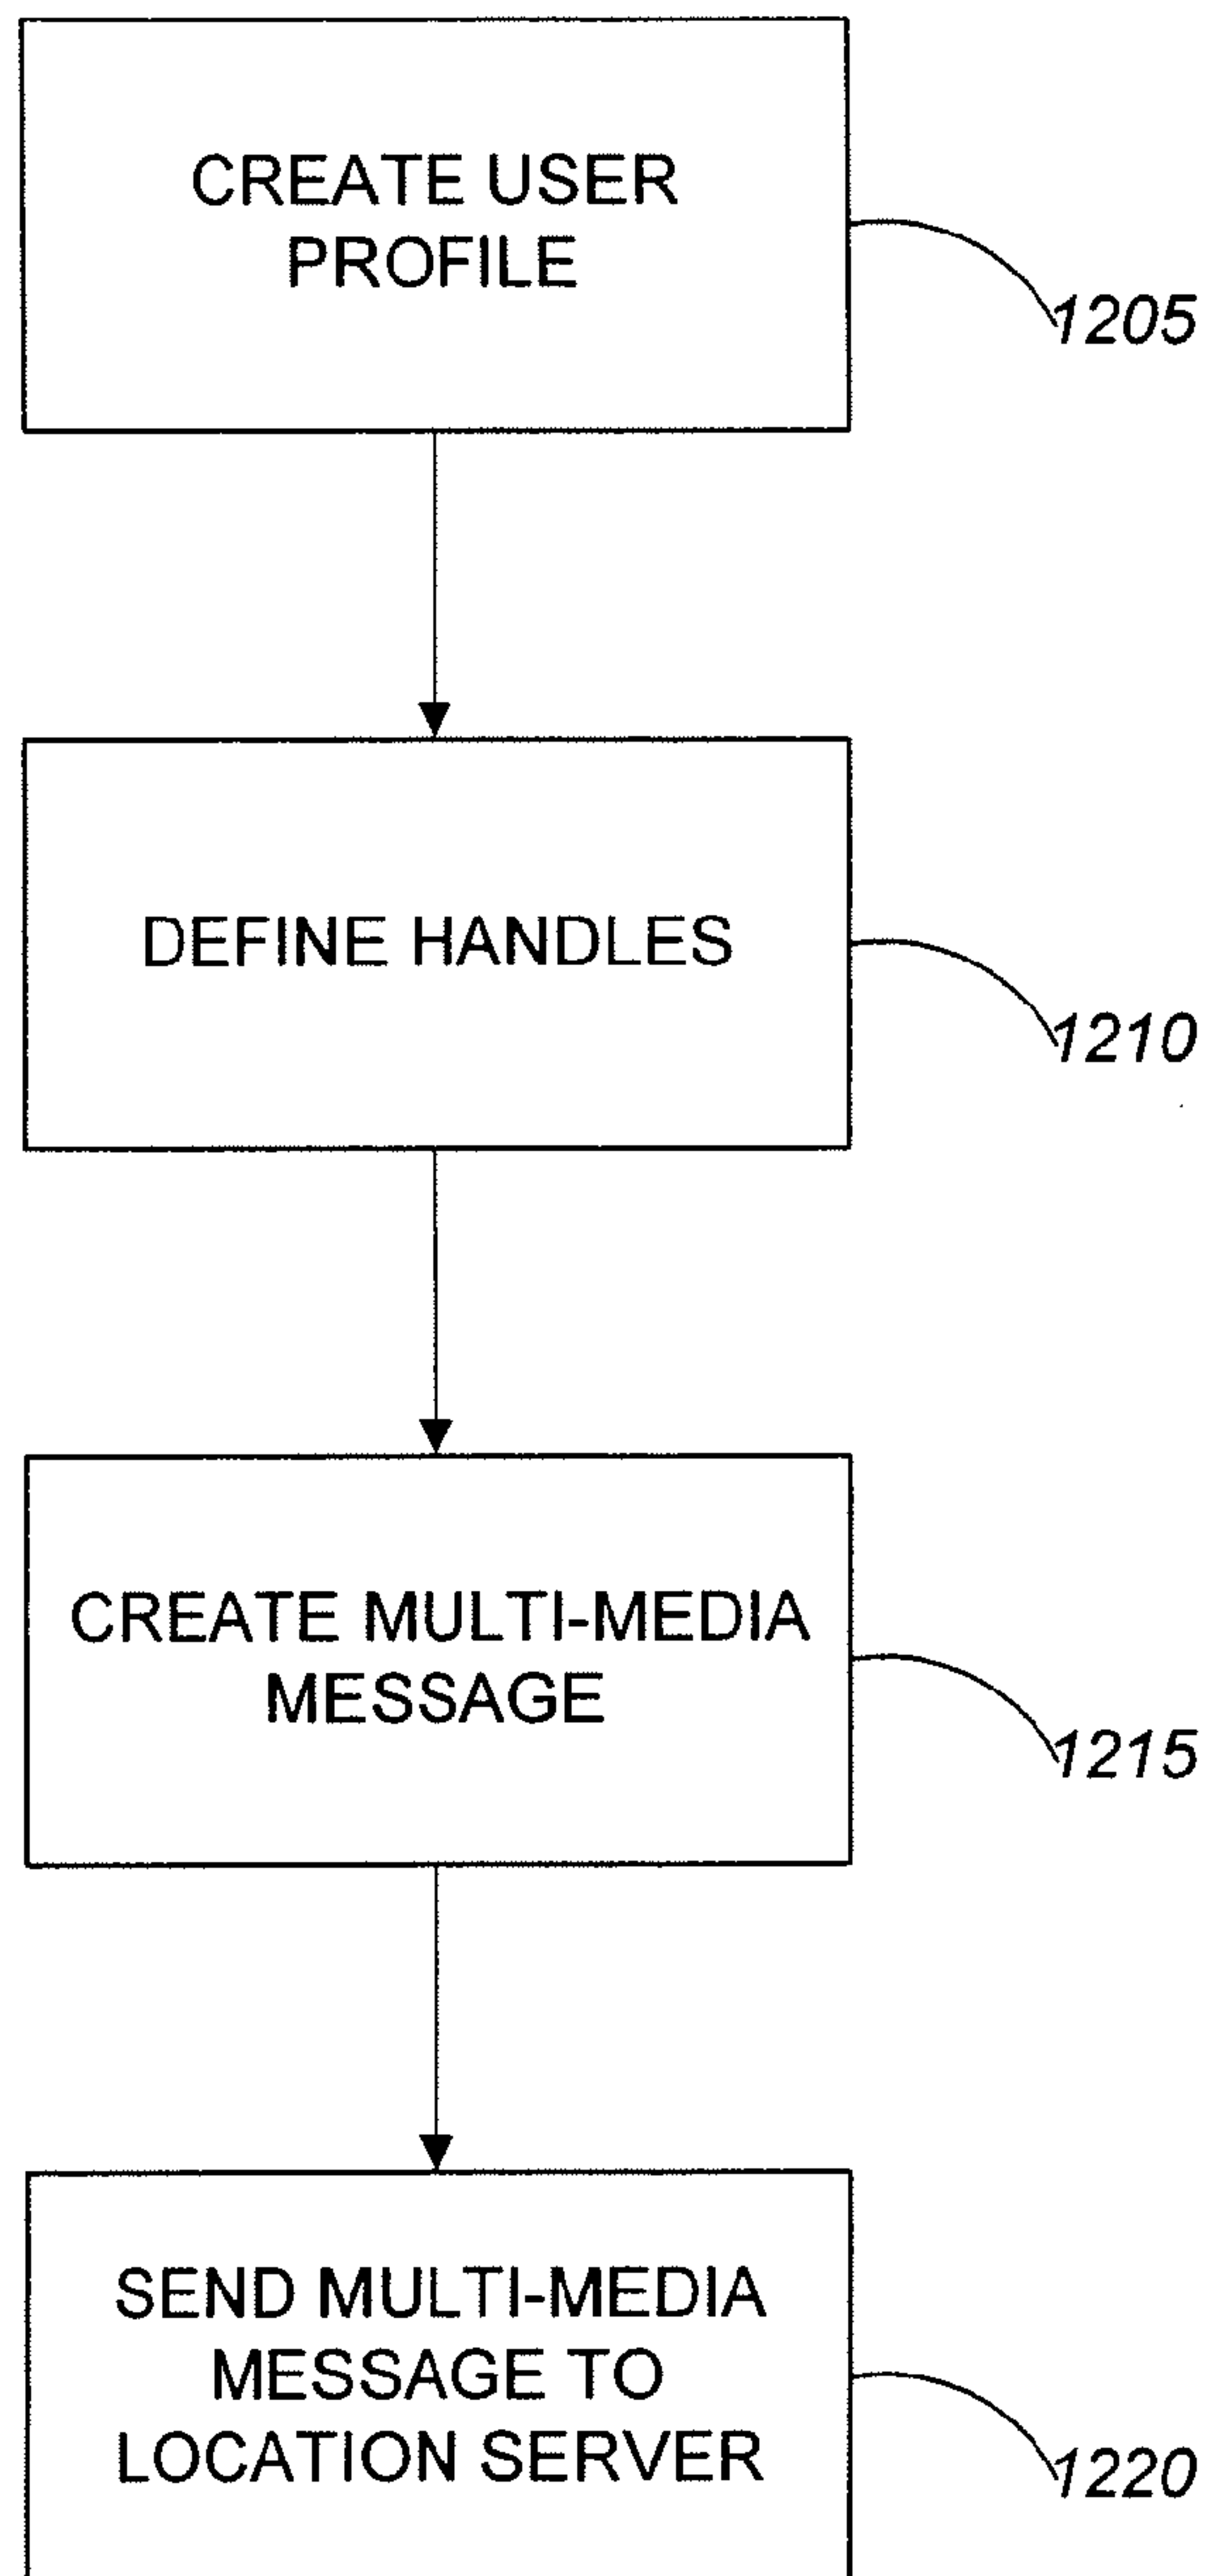 CREATE USER
PROFILE
1205
DEFINE HANDLES
1210
CREATE MULTI-MEDIA
MESSAGE
1215
SEND MULTI-MEDIA
MESSAGE TO
LOCATION SERVER
1220